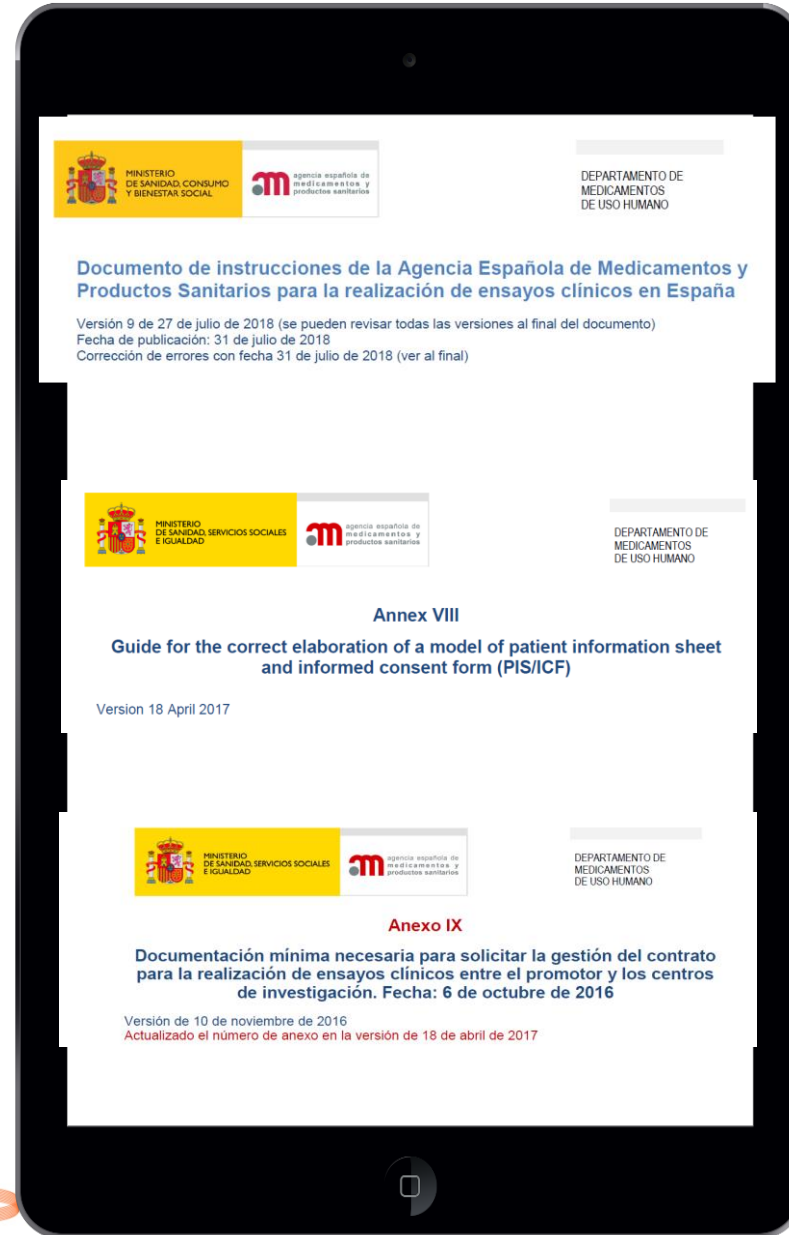 MINISTERIO
DE SANIDAD, CONSUMO
Y BIENESTAR SOCIAL
agencia española de
medicamentos y
productos sanitarios
DEPARTAMENTO DE
MEDICAMENTOS
DE USO HUMANO
Documento de instrucciones de la Agencia Española de Medicamentos y
Productos Sanitarios para la realización de ensayos clínicos en España
Versión 9 de 27 de julio de 2018 (se pueden revisar todas las versiones al final del documento)
Fecha de publicación: 31 de julio de 2018
Corrección de errores con fecha 31 de julio de 2018 (ver al final)
MINISTERIO
DE SANIDAD, SERVICIOS SOCIALES
E IGUALDAD
agencia española de
medicamentos y
productos sanitarios
DEPARTAMENTO DE
MEDICAMENTOS
DE USO HUMANO
Annex VIII
Guide for the correct elaboration of a model of patient information sheet
and informed consent form (PIS/ICF)
Version 18 April 2017
MINISTERIO
DE SANIDAD, SERVICIOS SOCIALES
E IGUALDAD
agencia española de
medicamentos y
productos sanitarios
DEPARTAMENTO DE
MEDICAMENTOS
DE USO HUMANO
Anexo IX
Documentación mínima necesaria para solicitar la gestión del contrato
para la realización de ensayos clínicos entre el promotor y los centros
de investigación. Fecha: 6 de octubre de 2016
Versión de 10 de noviembre de 2016
Actualizado el número de anexo en la versión de 18 de abril de 2017